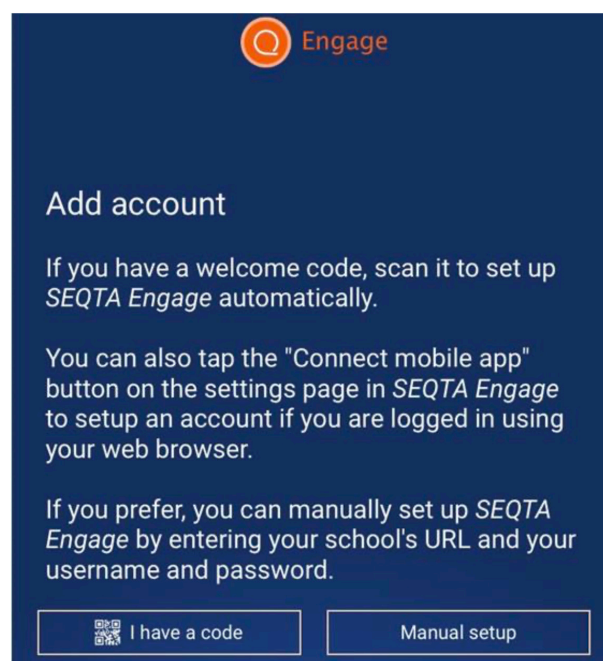 Engage
Add account
If you have a welcome code, scan it to set up
SEQTA Engage automatically.
You can also tap the "Connect mobile app"
button on the settings page in SEQTA Engage
to setup an account if you are logged in using
your web browser.
If you prefer, you can manually set up SEQTA
Engage by entering your school's URL and your
username and password.
I have a code
Manual setup